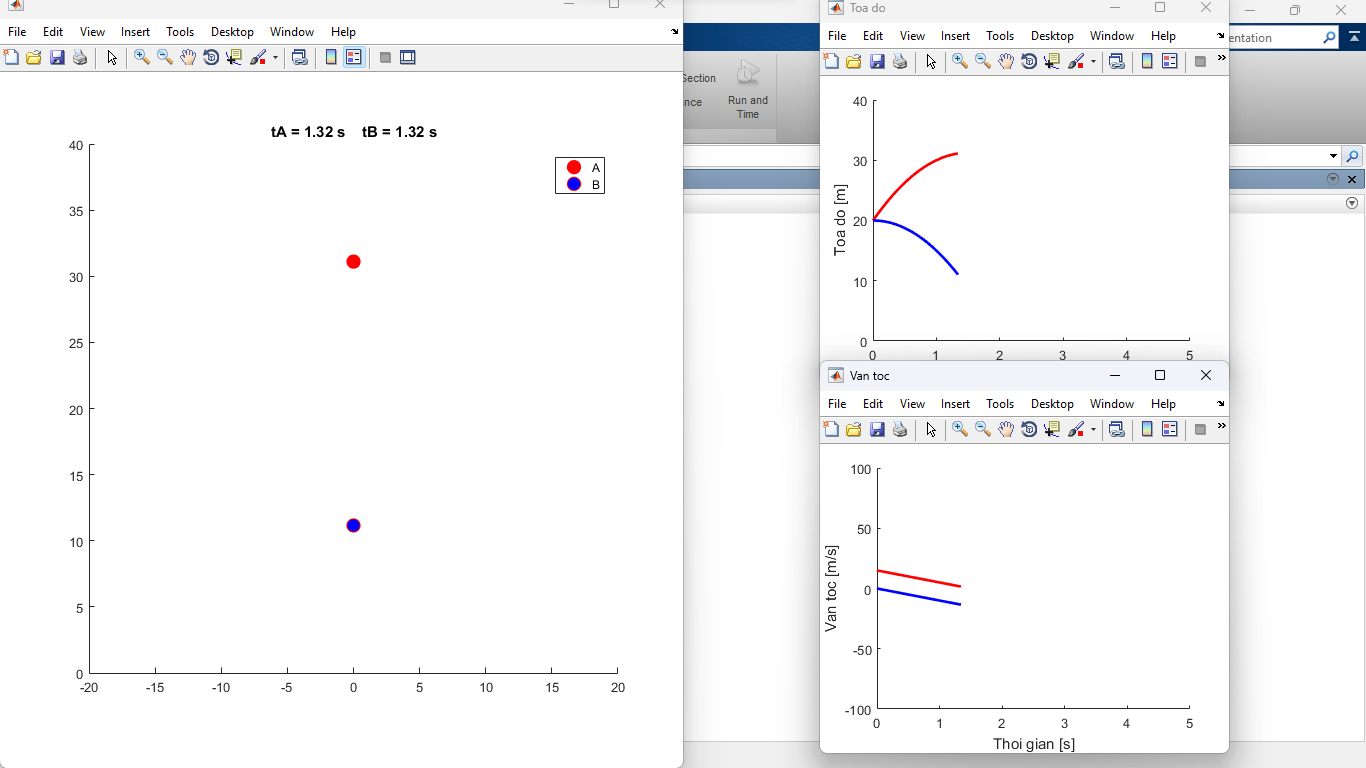 File Edit View Insert Tools Desktop Window Help
tA = 1.32 s tB = 1.32 s
A
B
40
35
30
25
20
15
10
5
0
-20 -15 -10 -5 0 5 10 15 20
Section
Run and
Time
Toa do
File Edit View Insert Tools Desktop Window Help
Toa do [m]
40
30
20
10
0
0 1 2 3 4 5
Van toc
File Edit View Insert Tools Desktop Window Help
Van toc [m/s]
100
50
0
-50
-100
0 1 2 3 4 5
Thoi gian [s]